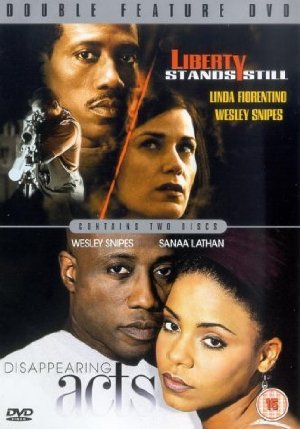 DOUBLE FEATURE DVD
LIBERTY
STANDS STILL
LINDA FIORENTINO
WESLEY SNIPES
CONTAINS TWO DISCS
WESLEY SNIPES
SANAA LATHAN
DISAPPEARING
acts
DVD
VIDEO
15